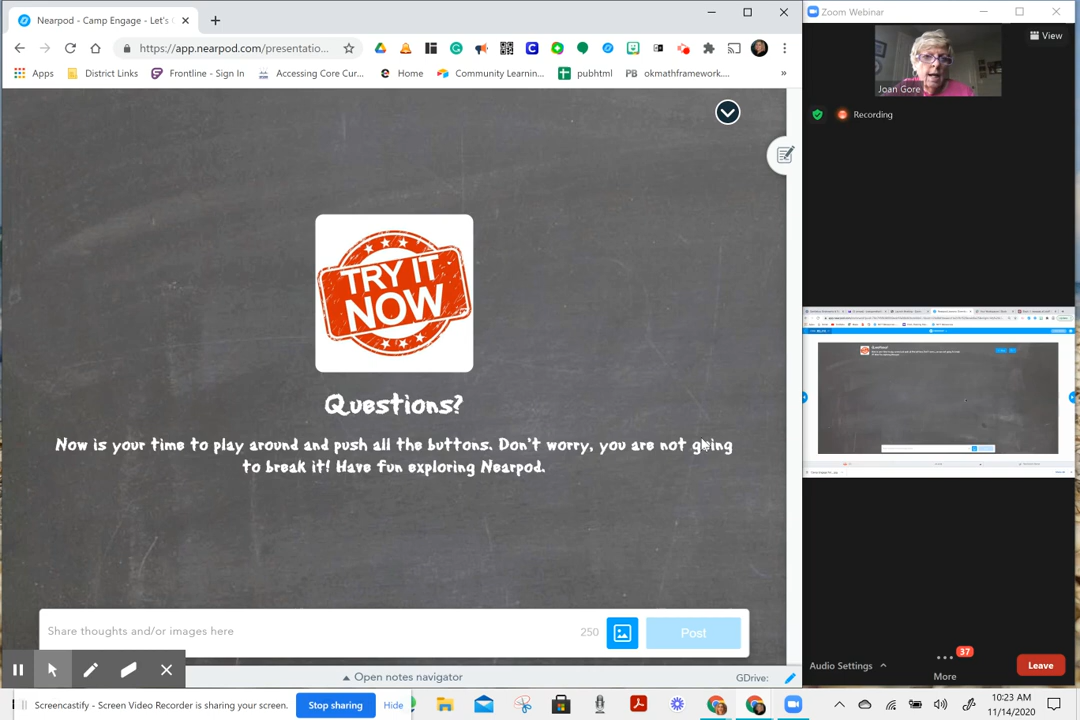 Nearpod - Camp Engage - Let's
https://app.nearpod.com/presentatio...
Apps
District Links
Frontline - Sign In
Accessing Core Cur...
Home
Community Learnin...
pubhtml
PB okmathframework....
»
TRY IT
NOW
Questions?
Now is your time to play around and push all the buttons. Don't worry, you are not going
to break it! Have fun exploring Nearpod.
Share thoughts and/or images here
250
Post
Open notes navigator
GDrive:
Screencastify - Screen Video Recorder is sharing your screen.
Stop sharing
Hide
Zoom Webinar
View
Joan Gore
Recording
Questions!
Audio Settings
37
More
Leave
10:23 AM
11/14/2020